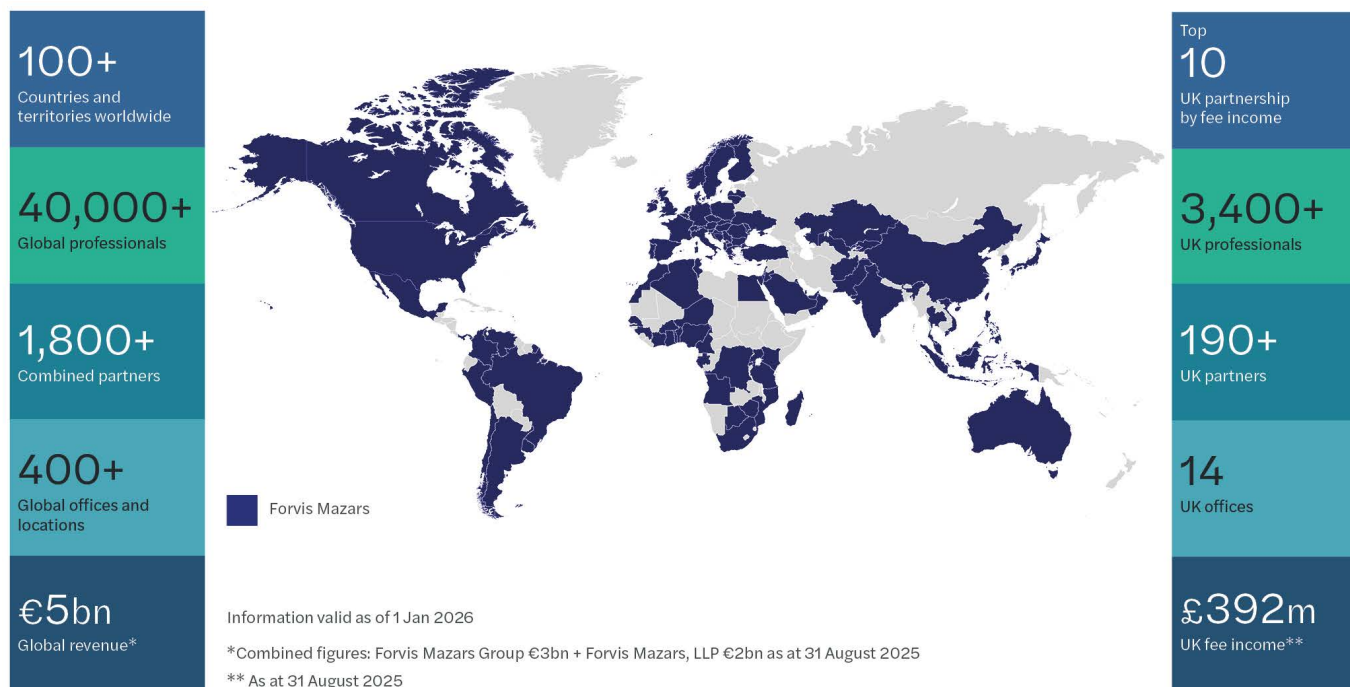 100+
Countries and
territories worldwide
40,000+
Global professionals
1,800+
Combined partners
400+
Global offices and
locations
€5bn
Global revenue*
Forvis Mazars
Information valid as of 1 Jan 2026
*Combined figures: Forvis Mazars Group €3bn + Forvis Mazars, LLP €2bn as at 31 August 2025
** As at 31 August 2025
Top
10
UK partnership
by fee income
3,400+
UK professionals
190+
UK partners
14
UK offices
£392m
UK fee income**